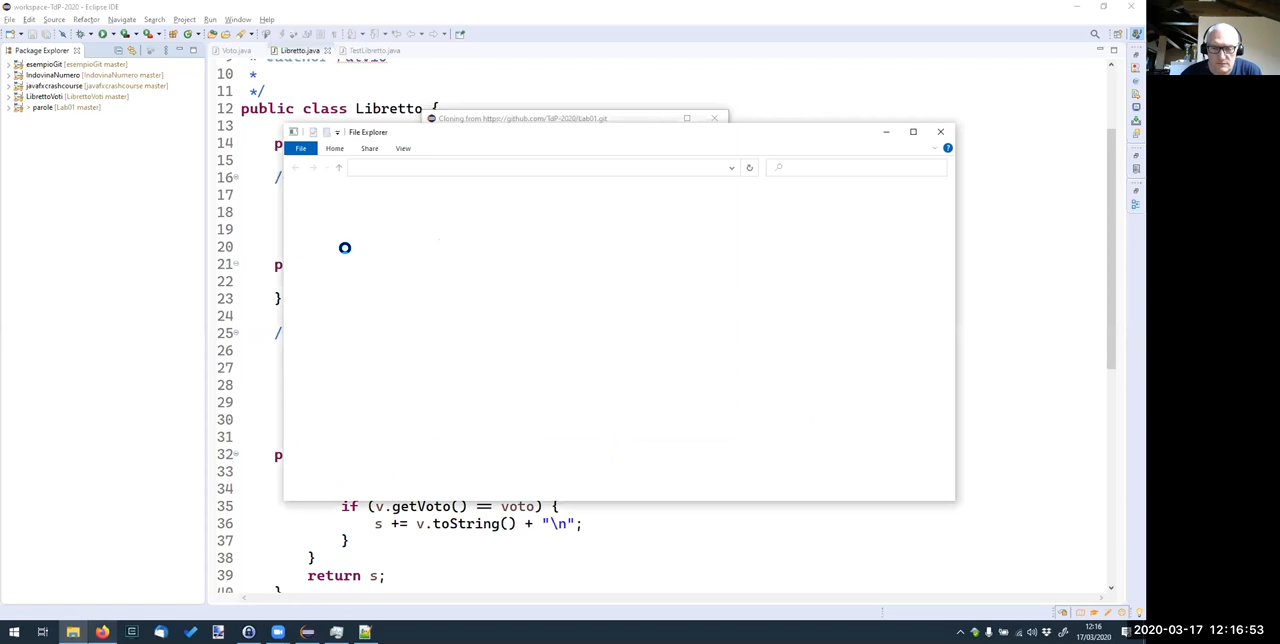 workspace-TdP-2020 - Eclipse IDE
File Edit Source Refactor Navigate Search Project Run Window Help
Package Explorer
Voto.java
Libretto.java
TestLibretto.java
esempioGit [esempioGit master]
IndovinaNumero [IndovinaNumero master]
javafxcrashcourse [javafxcrashcourse master]
LibrettoVoti [LibrettoVoti master]
> parole [Lab01 master]
10 *
11 */
12 public class Libretto {
Cloning from https://github.com/TdP-2020/Lab01.git
File Explorer
File Home Share View
13
14 p
15
16 /
17
18
19
20
21 p
22
23 }
24
25 /
26
27
28
29
30
31
32 p
33
34
35 if (v.getVoto() == voto) {
36 s += v.toString() + "\n";
37 }
38 }
39 return s;
40 }
12:16
17/03/2020
2020-03-17 12:16:53